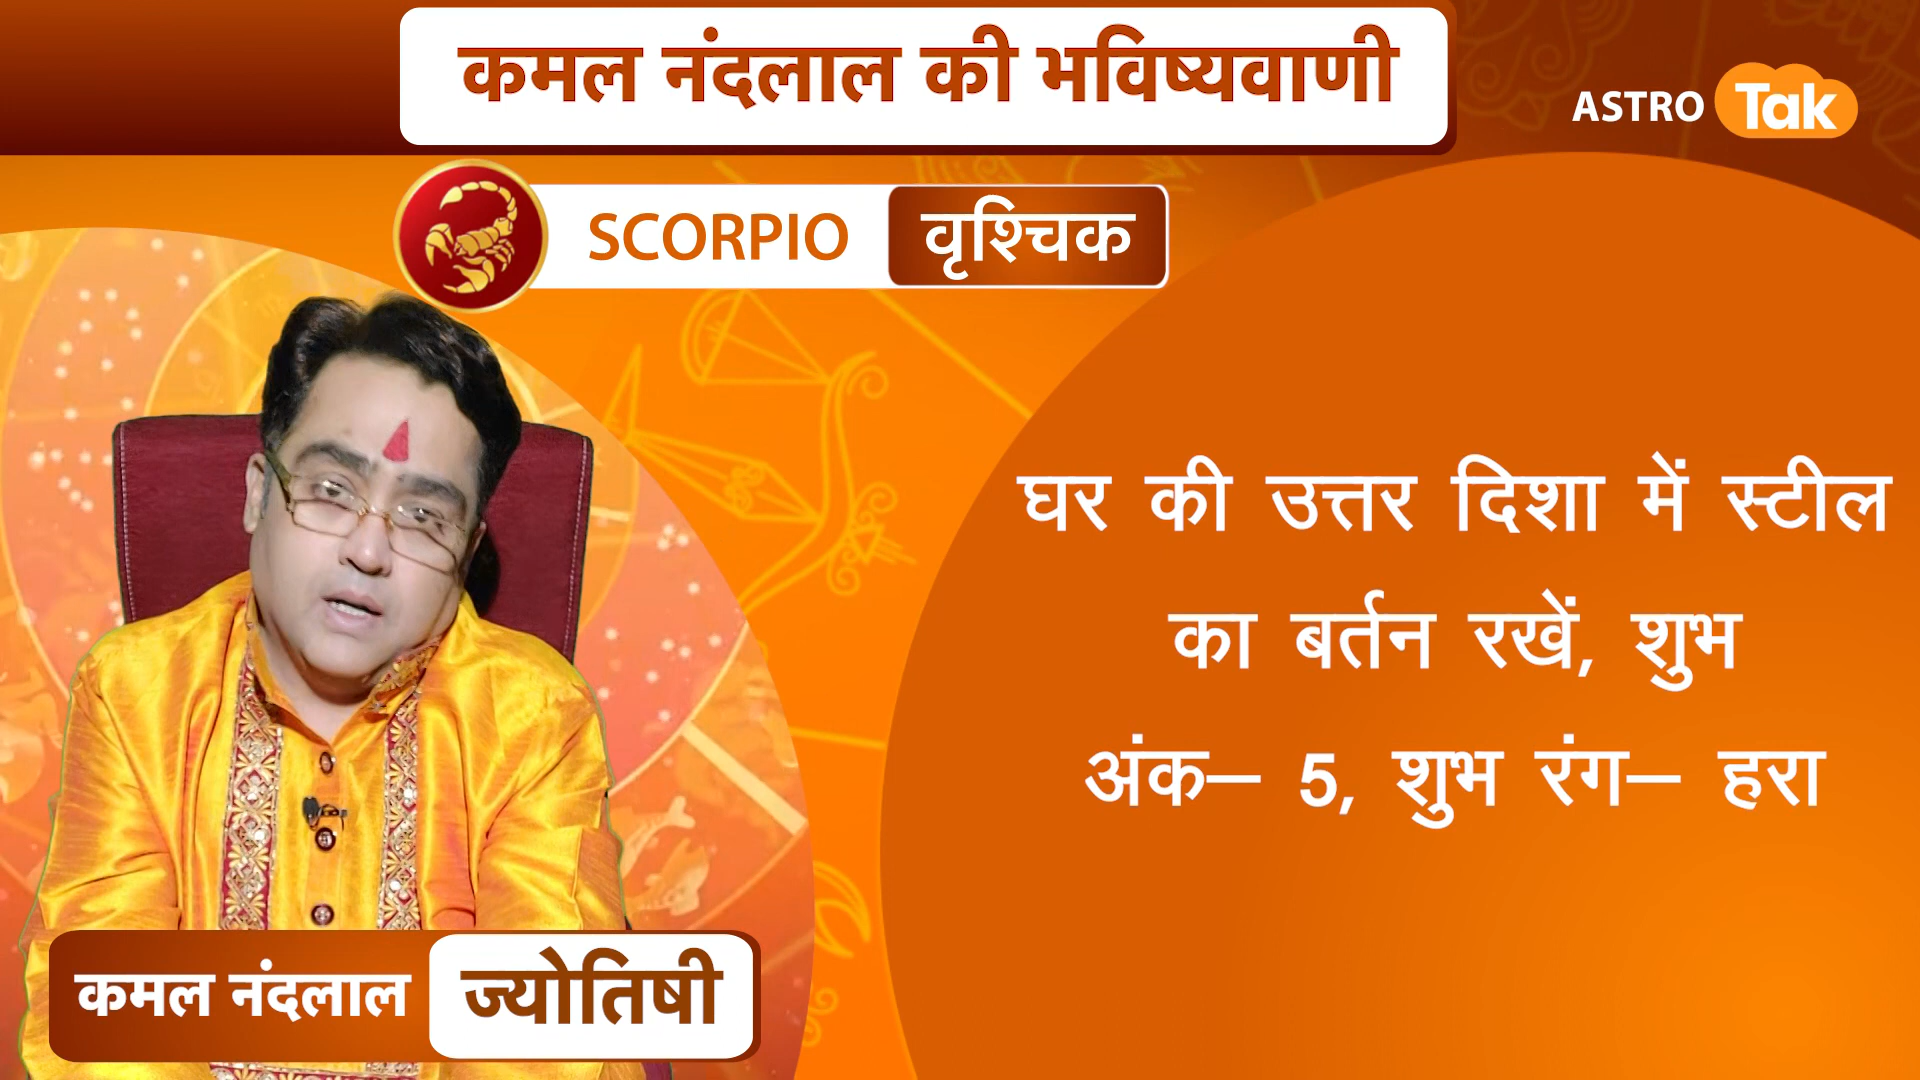 कमल नंदलाल की भविष्यवाणी
ASTRO Tak
SCORPIO वृश्चिक
घर की उत्तर दिशा में स्टील
का बर्तन रखें, शुभ
अंक– 5, शुभ रंग– हरा
कमल नंदलाल ज्योतिषी